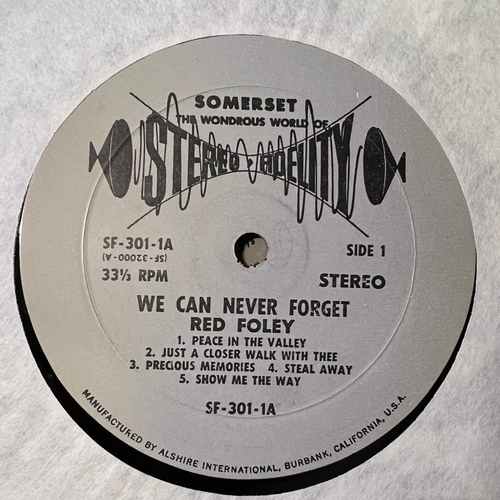 SOMERSET
THE WONDROUS WORLD OF
STEREO • FIDELITY
SF-301-1A
(SF-32000-A)
SIDE 1
33⅓ RPM
STEREO
WE CAN NEVER FORGET
RED FOLEY
1. PEACE IN THE VALLEY
2. JUST A CLOSER WALK WITH THEE
3. PRECIOUS MEMORIES 4. STEAL AWAY
5. SHOW ME THE WAY
SF-301-1A
MANUFACTURED BY ALSHIRE INTERNATIONAL, BURBANK, CALIFORNIA, U.S.A.